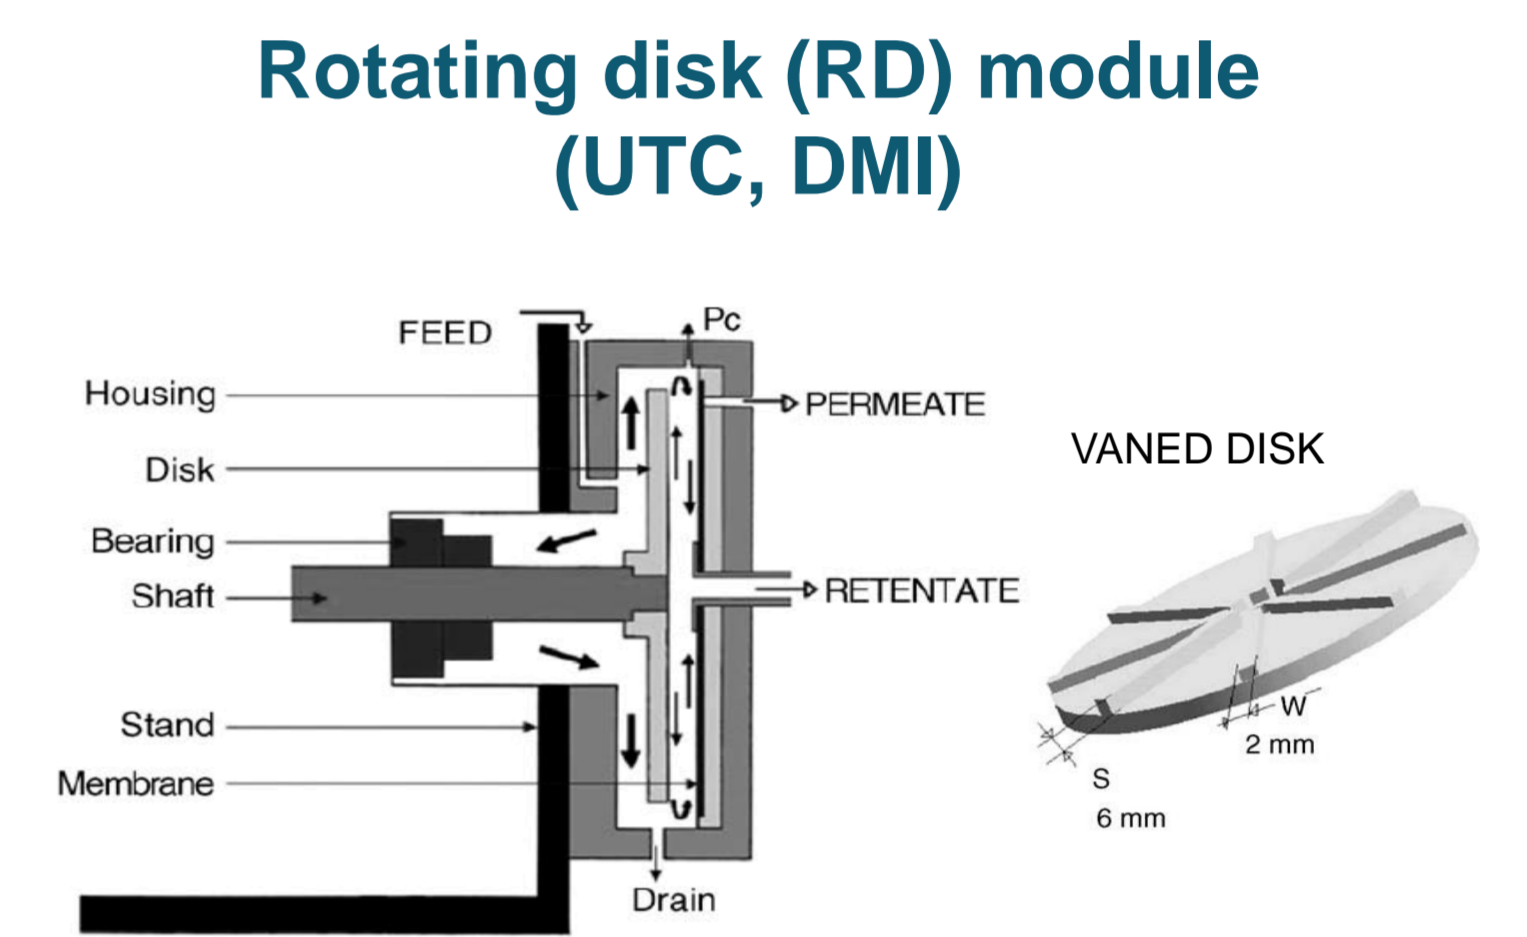 Rotating disk (RD) module
(UTC, DMI)
FEED
Pc
Housing
PERMEATE
Disk
VANED DISK
Bearing
Shaft
RETENTATE
Stand
W
2 mm
Membrane
S
6 mm
Drain